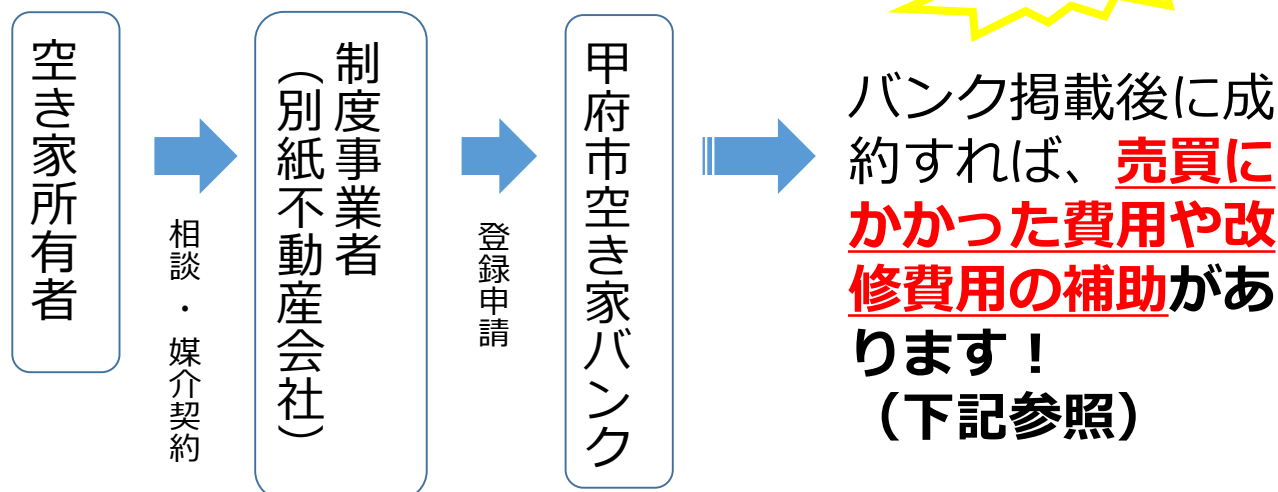 空き家所有者
相談・媒介契約
制度事業者
（別紙不動産会社）
登録申請
甲府市空き家バンク
バンク掲載後に成
約すれば、売買に
かかった費用や改
修費用の補助があ
ります！
（下記参照）